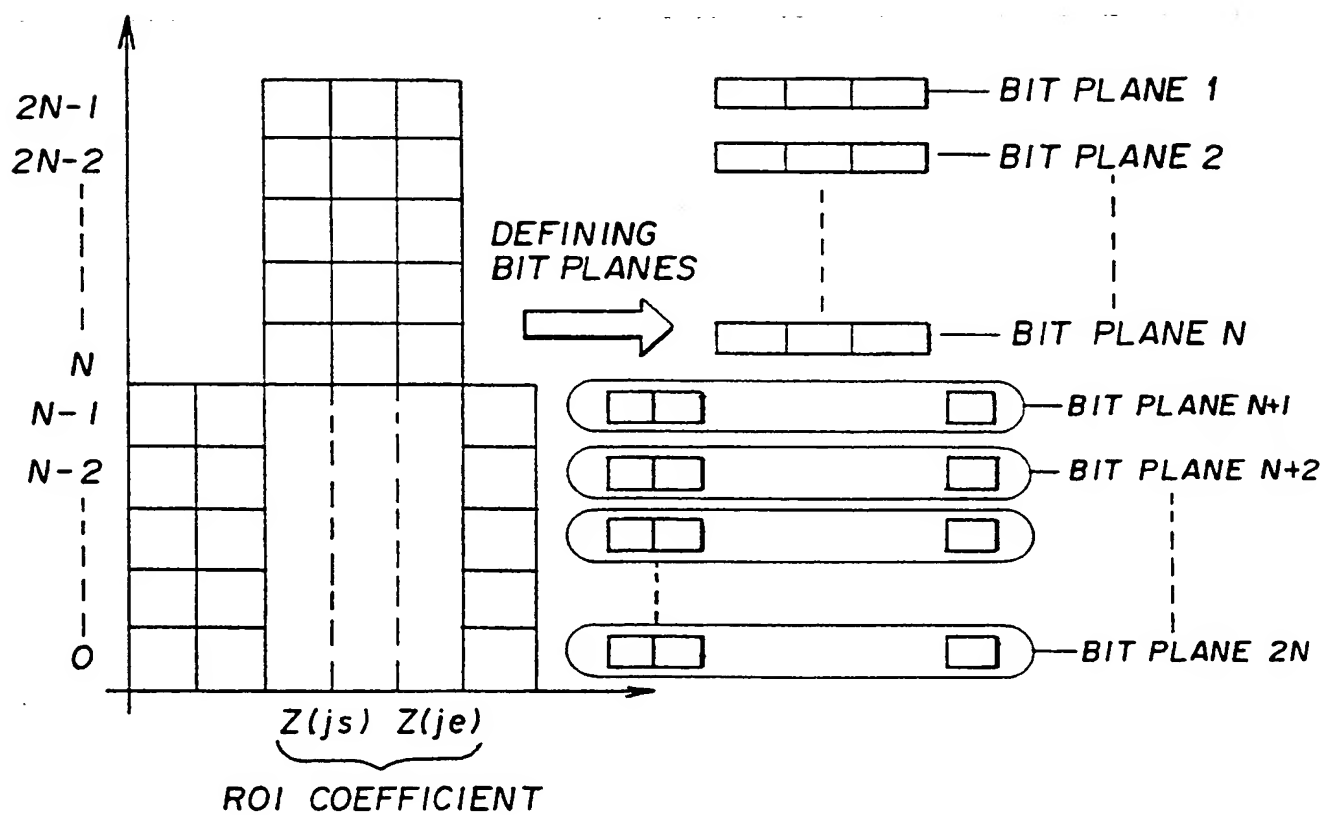 2N-1
2N-2
N
N-1
N-2
0
Z(js) Z(je)
ROI COEFFICIENT
DEFINING
BIT PLANES
BIT PLANE 1
BIT PLANE 2
BIT PLANE N
BIT PLANE N+1
BIT PLANE N+2
BIT PLANE 2N